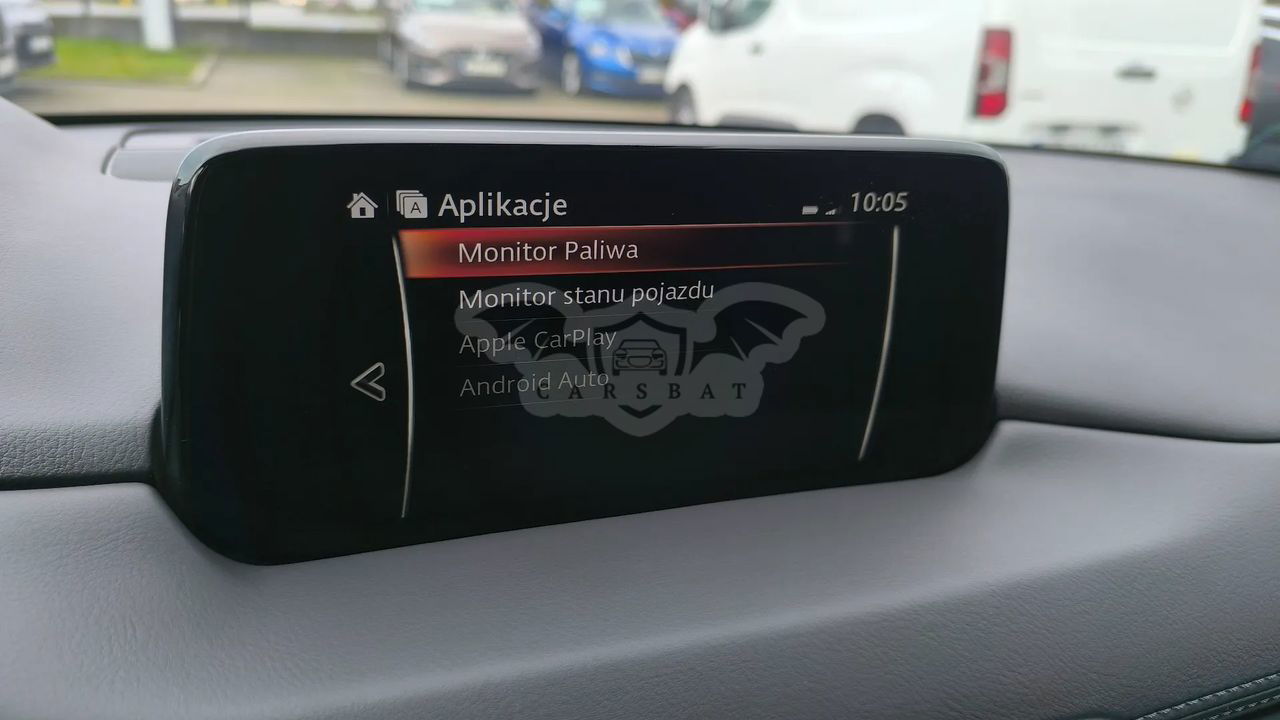 Aplikacje
10:05
Monitor Paliwa
Monitor stanu pojazdu
Apple CarPlay
Android Auto
CARSBAT